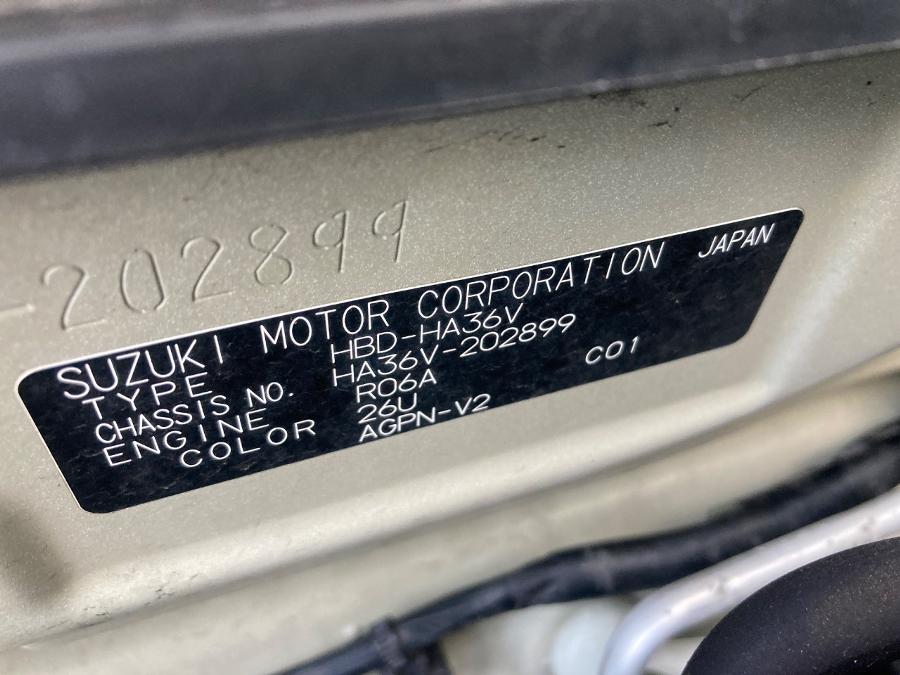 -202899
SUZUKI MOTOR CORPORATION JAPAN
TYPE HBD-HA36V
CHASSIS NO. HA36V-202899
ENGINE R06A C01
COLOR 26U
AGPN-V2